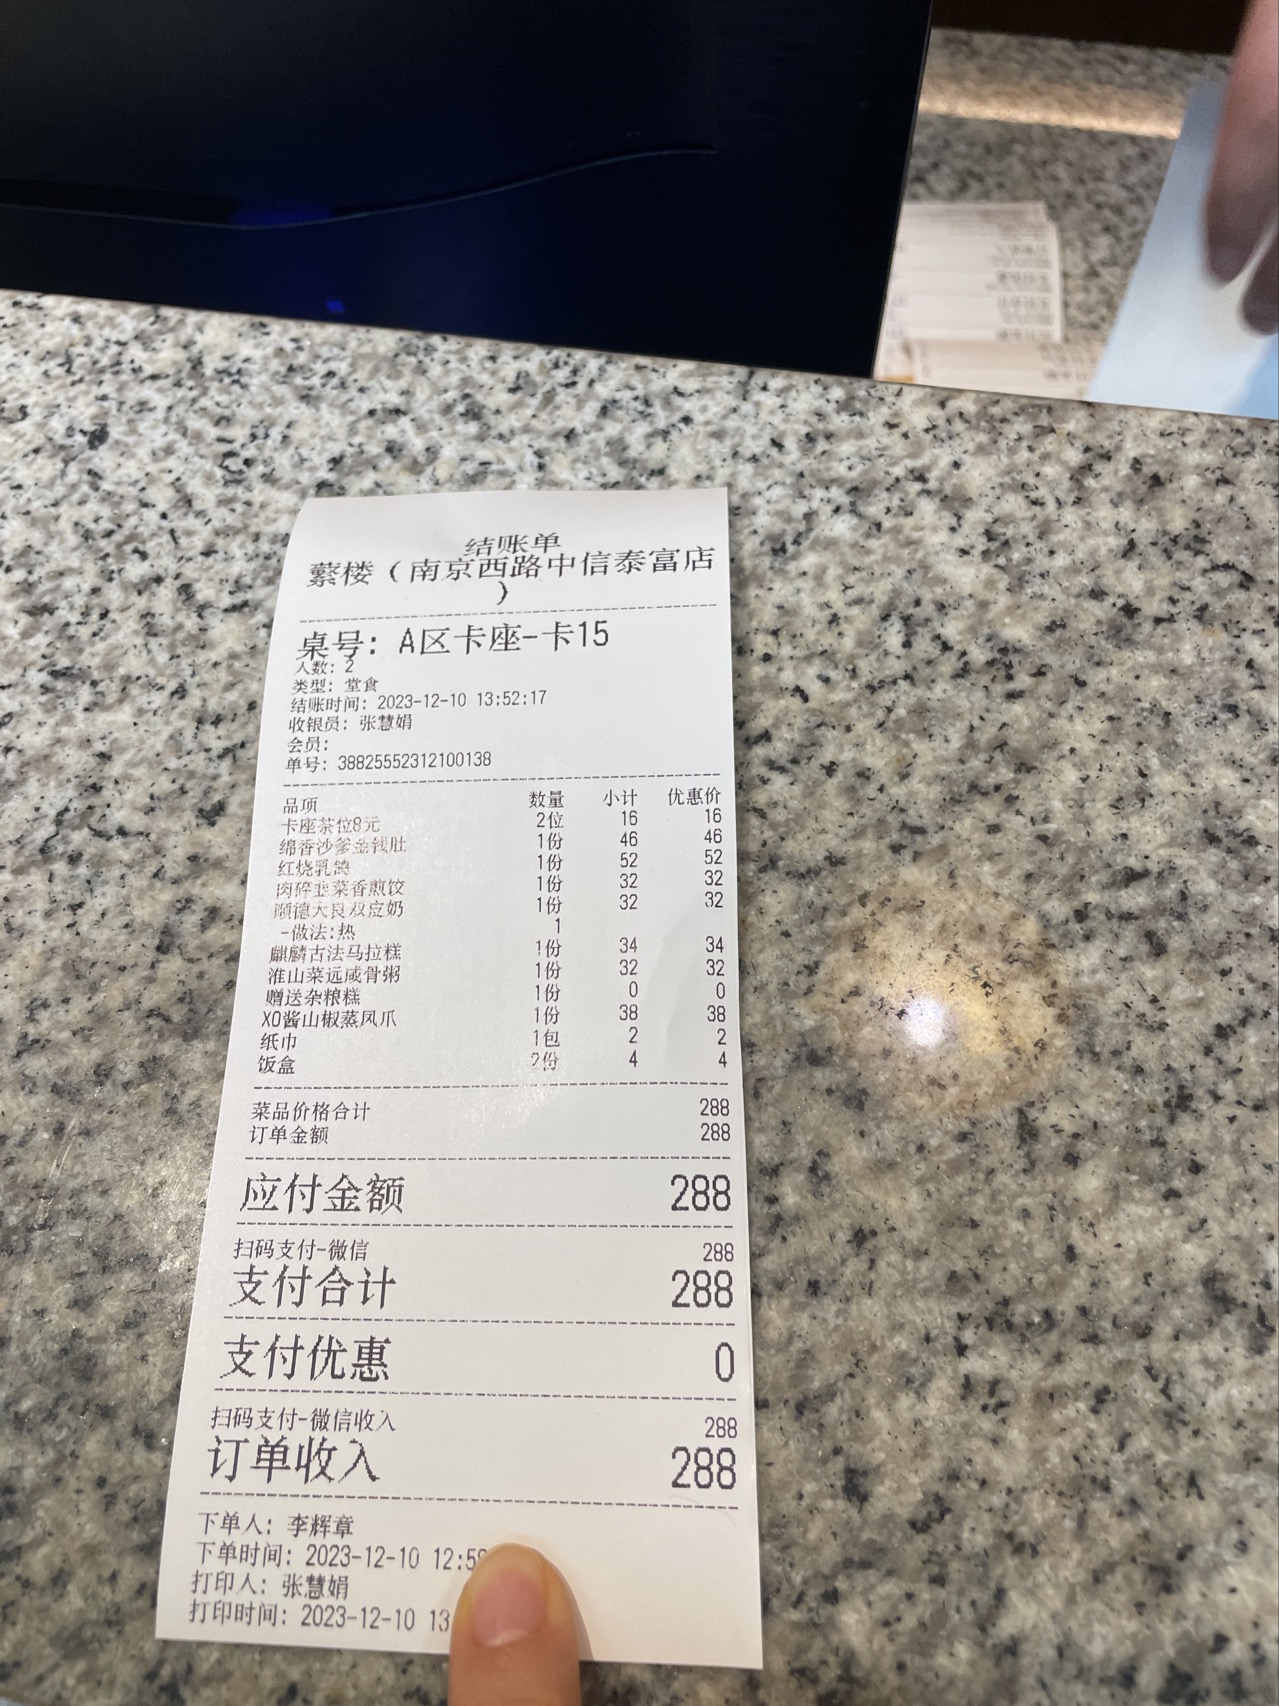 结账单
蘩楼（南京西路中信泰富店
）
桌号: A区卡座-卡15
人数: 2
类型: 堂食
结账时间: 2023-12-10 13:52:17
收银员: 张慧娟
会员:
单号: 38825552312100138
品项 数量 小计 优惠价
卡座茶位8元 2位 16 16
绵香沙爹金钱肚 1份 46 46
红烧乳鸽 1份 52 52
肉碎韭菜香煎饺 1份 32 32
顺德大良双皮奶 1份 32 32
-做法:热 1
麒麟古法马拉糕 1份 34 34
淮山菜远咸骨粥 1份 32 32
赠送杂粮糕 1份 0 0
XO酱山椒蒸凤爪 1份 38 38
纸巾 1包 2 2
饭盒 2份 4 4
菜品价格合计 288
订单金额 288
应付金额 288
扫码支付-微信 288
支付合计 288
支付优惠 0
扫码支付-微信收入 288
订单收入 288
下单人: 李辉章
下单时间: 2023-12-10 12:5
打印人: 张慧娟
打印时间: 2023-12-10 13